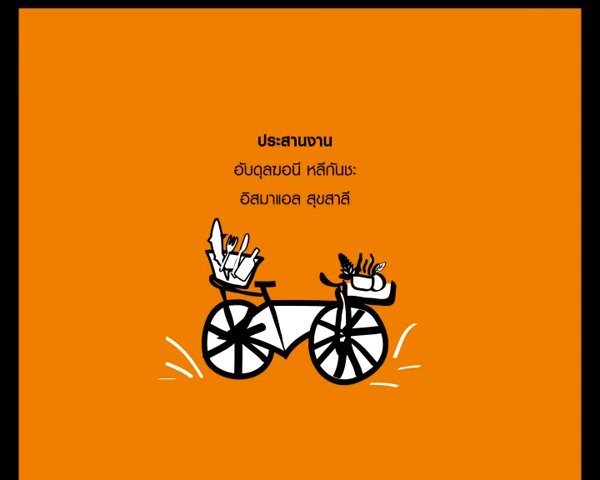 ประสานงาน
อับดุลฆอนี หลีกันชะ
อิสมาแอล สุขสาลี